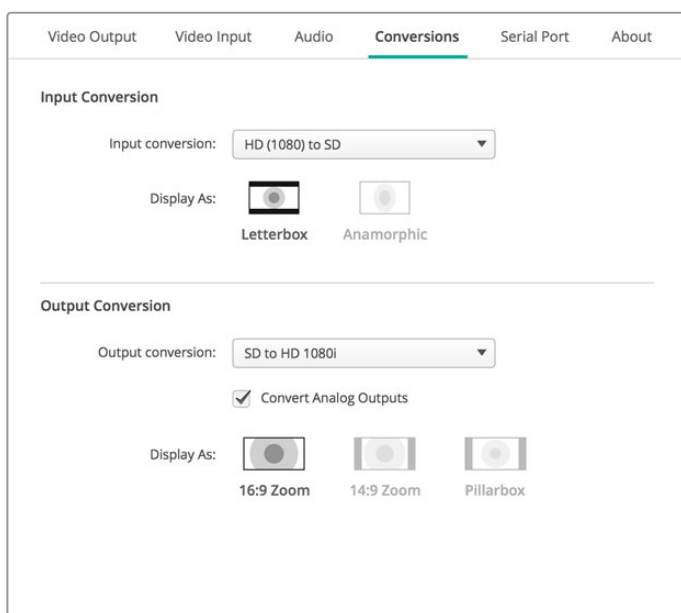 Video Output Video Input Audio Conversions Serial Port About
Input Conversion
Input conversion: HD (1080) to SD
Display As:
Letterbox Anamorphic
Output Conversion
Output conversion: SD to HD 1080i
Convert Analog Outputs
Display As:
16:9 Zoom 14:9 Zoom Pillarbox